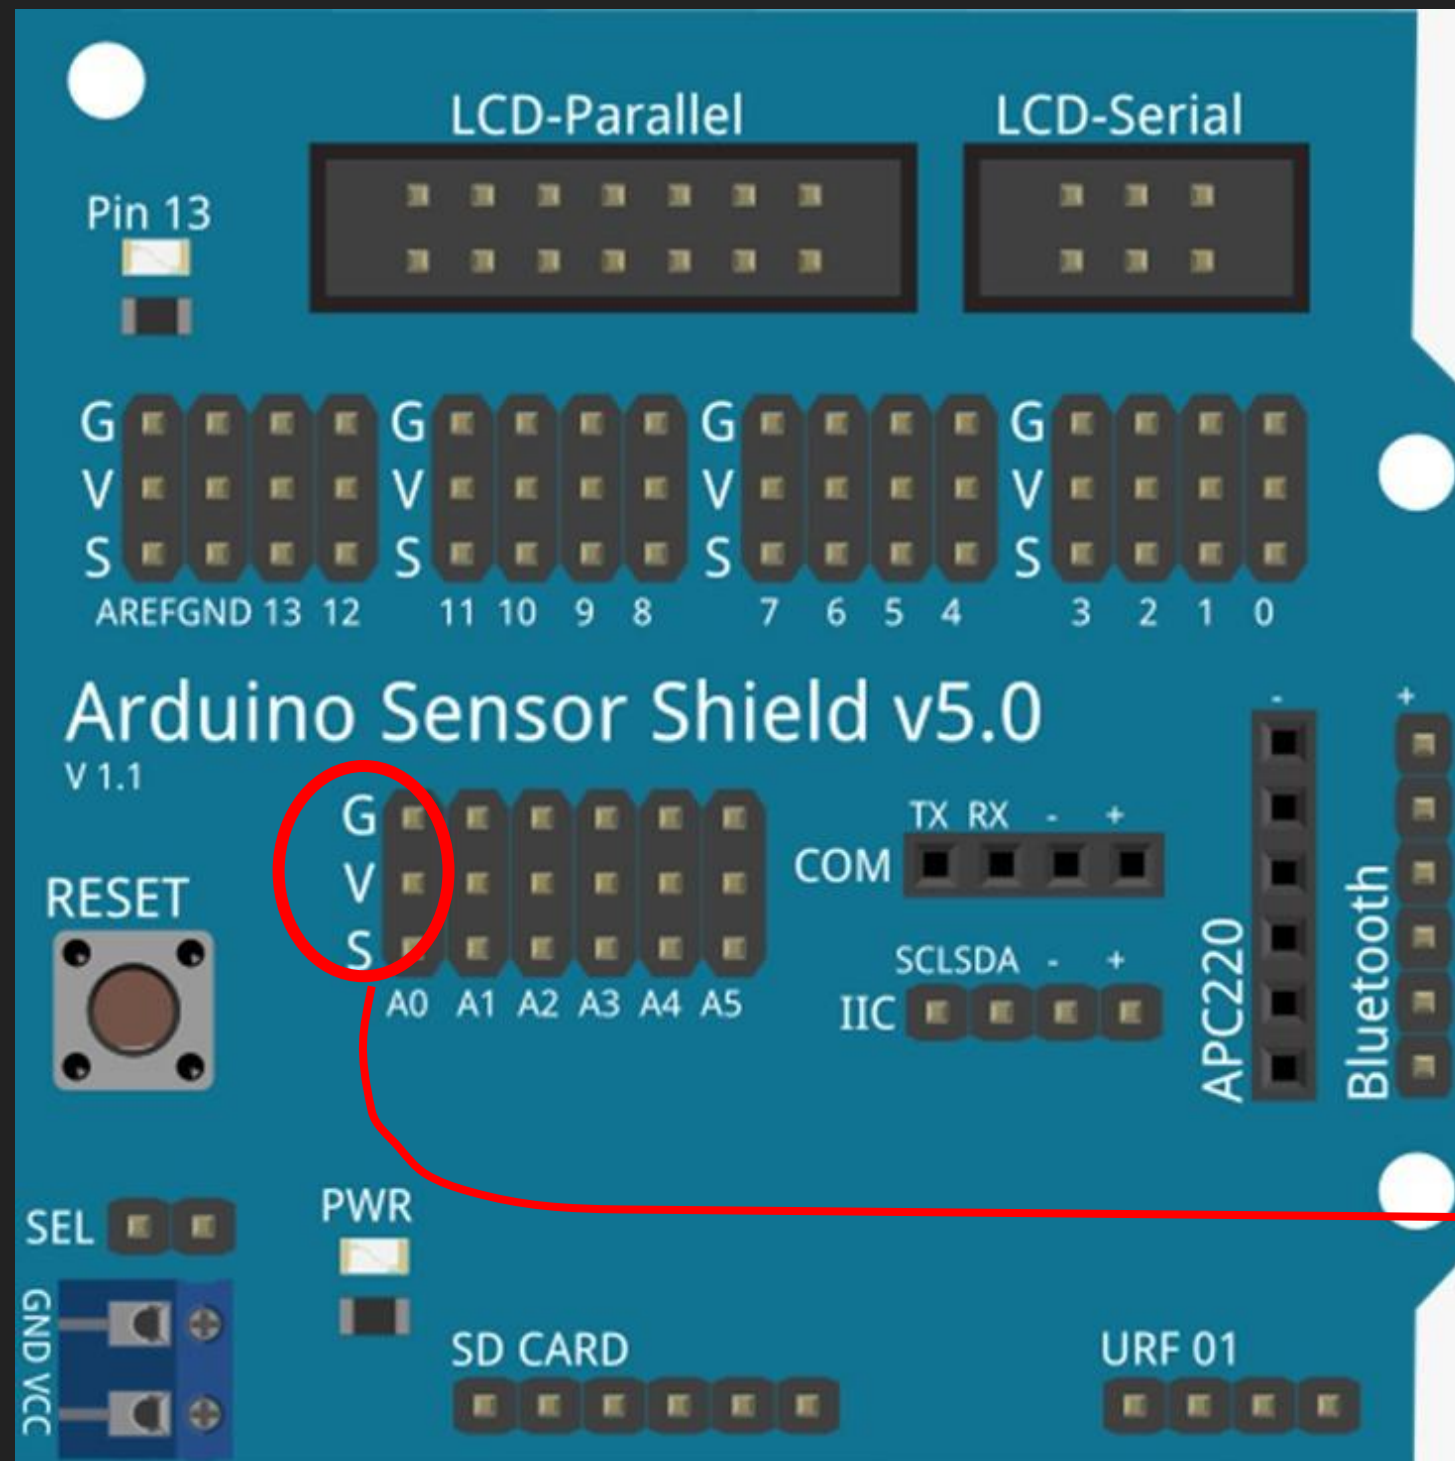 LCD-Parallel LCD-Serial
Pin 13
G G G G
V V V V
S S S S
AREFGND 13 12 11 10 9 8 7 6 5 4 3 2 1 0
Arduino Sensor Shield v5.0
- +
V 1.1
G
V
S
A0 A1 A2 A3 A4 A5
TX RX - +
COM
SCLSDA - +
IIC
APC220
Bluetooth
RESET
SEL
PWR
GND VCC
SD CARD
URF 01